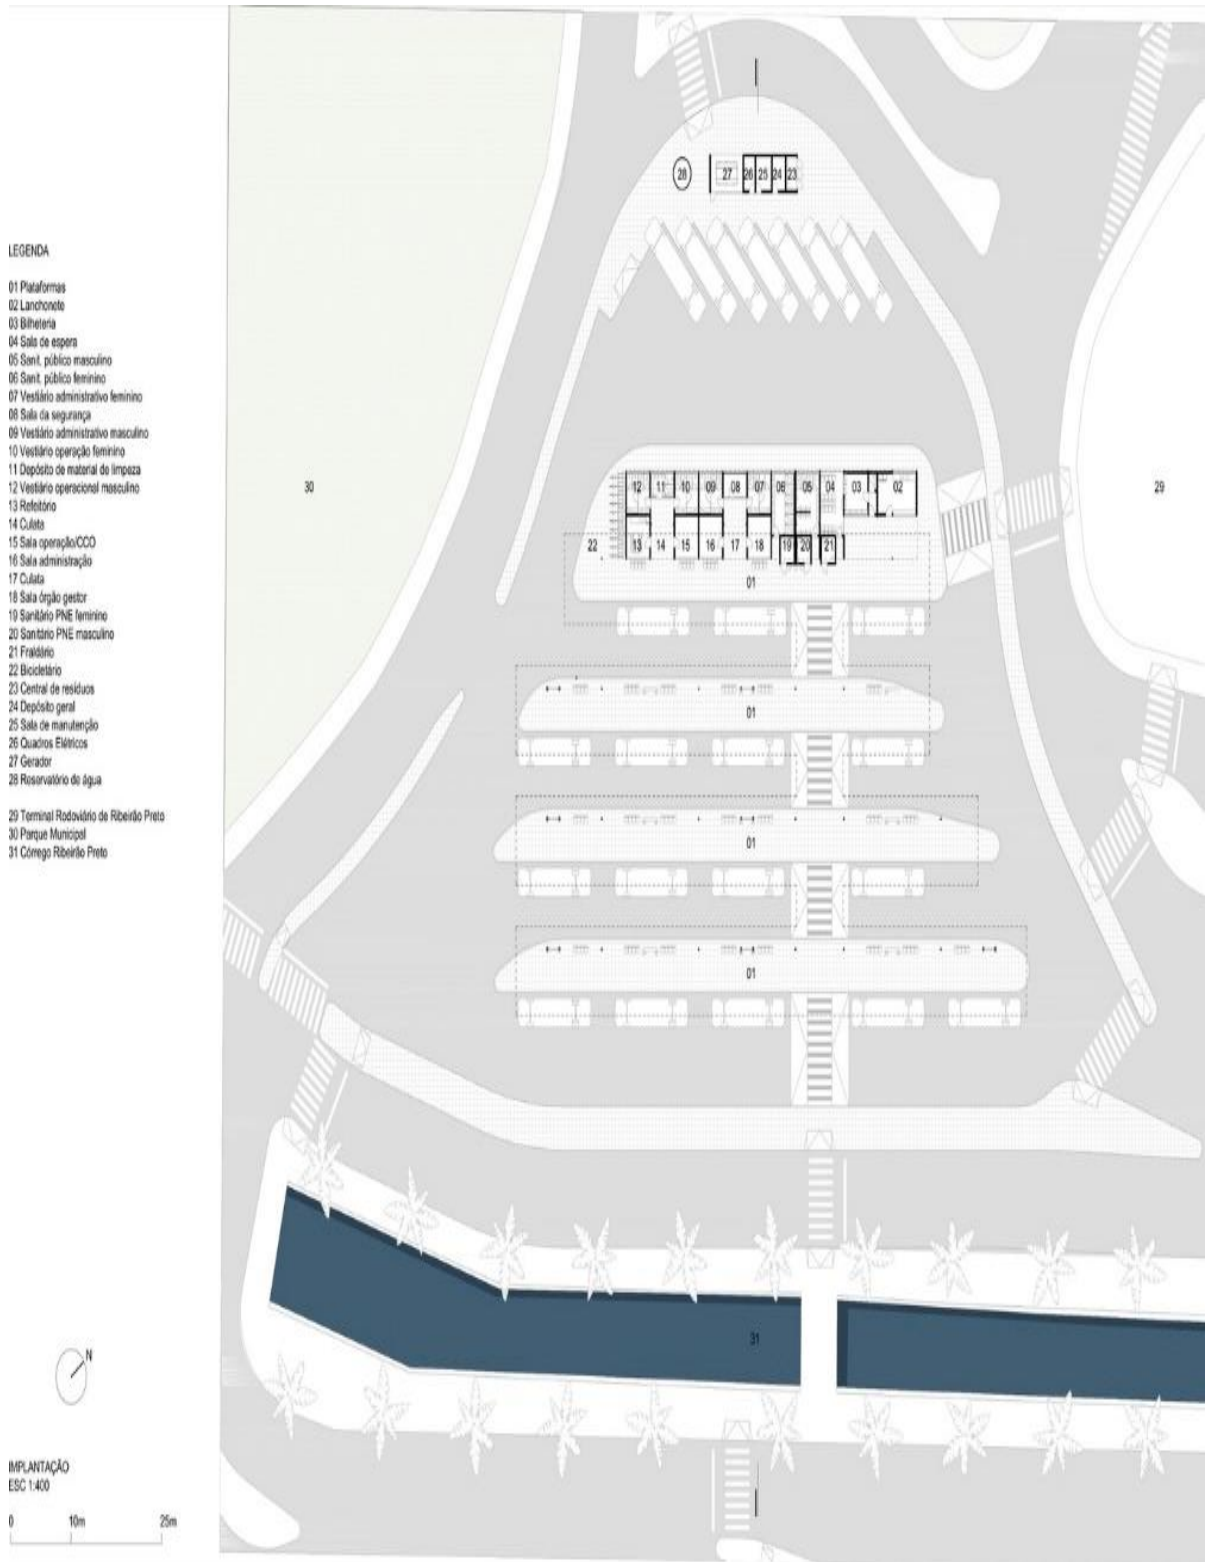 LEGENDA
01 Plataformas
02 Lanchonete
03 Bilheteria
04 Sala de espera
05 Sanit. público masculino
06 Sanit. público feminino
07 Vestiário administrativo feminino
08 Sala da segurança
09 Vestiário administrativo masculino
10 Vestiário operação feminino
11 Depósito de material de limpeza
12 Vestiário operacional masculino
13 Refeitório
14 Culata
15 Sala operação/CCO
16 Sala administração
17 Culata
18 Sala órgão gestor
19 Sanitário PNE feminino
20 Sanitário PNE masculino
21 Fraldário
22 Bicicletário
23 Central de resíduos
24 Depósito geral
25 Sala de manutenção
26 Quadros Elétricos
27 Gerador
28 Reservatório de água
29 Terminal Rodoviário de Ribeirão Preto
30 Parque Municipal
31 Córrego Ribeirão Preto
28 27 26 25 24 23
30
29
12 11 10 09 08 07 06 05 04 03 02
22 13 14 15 16 17 18 19 20 21
01
01
01
01
31
N
IMPLANTAÇÃO
ESC 1:400
0 10m 25m